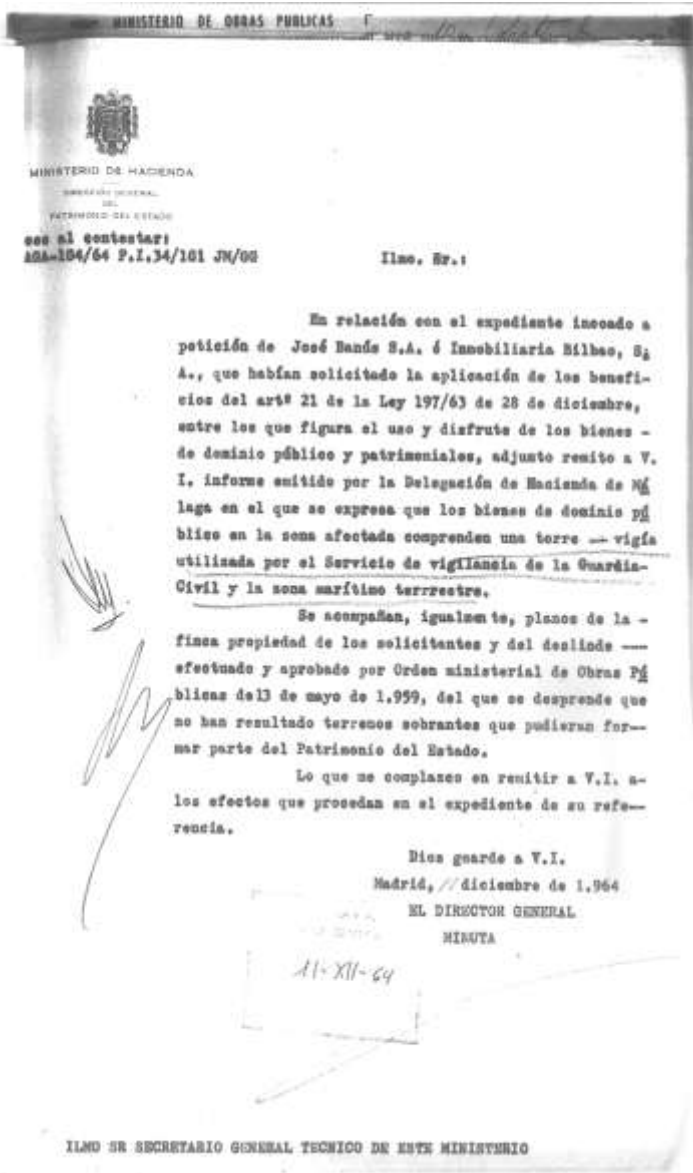 MINISTERIO DE OBRAS PUBLICAS
MINISTERIO DE HACIENDA
DIRECCION GENERAL
DEL
PATRIMONIO DEL ESTADO
ese al contestar:
AGA-104/64 P.I.34/101 JM/GG
Ilmo. Sr.:
En relación con el expediente incoado a
petición de José Banús S.A. ó Inmobiliaria Bilbao, S.
A., que habían solicitado la aplicación de los benefi-
cios del artº 21 de la Ley 197/63 de 28 de diciembre,
entre los que figura el uso y disfrute de los bienes -
de dominio público y patrimoniales, adjunto remito a V.
I. informe emitido por la Delegación de Hacienda de Má
laga en el que se expresa que los bienes de dominio pú
blico en la zona afectada comprenden una torre -- vigía
utilizada por el Servicio de vigilancia de la Guardia-
Civil y la zona marítimo terrrestre.
Se acompañan, igualmente, planos de la -
finca propiedad de los solicitantes y del deslinde ---
efectuado y aprobado por Orden ministerial de Obras Pú
blicas del3 de mayo de 1.959, del que se desprende que
no han resultado terrenos sobrantes que pudieran for--
mar parte del Patrimonio del Estado.
Lo que me complazco en remitir a V.I. a-
los efectos que procedan en el expediente de su refe--
rencia.
Dios guarde a V.I.
Madrid, 11 diciembre de 1.964
EL DIRECTOR GENERAL
MINUTA
11-XII-64
ILMO SR SECRETARIO GENERAL TECNICO DE ESTE MINISTERIO